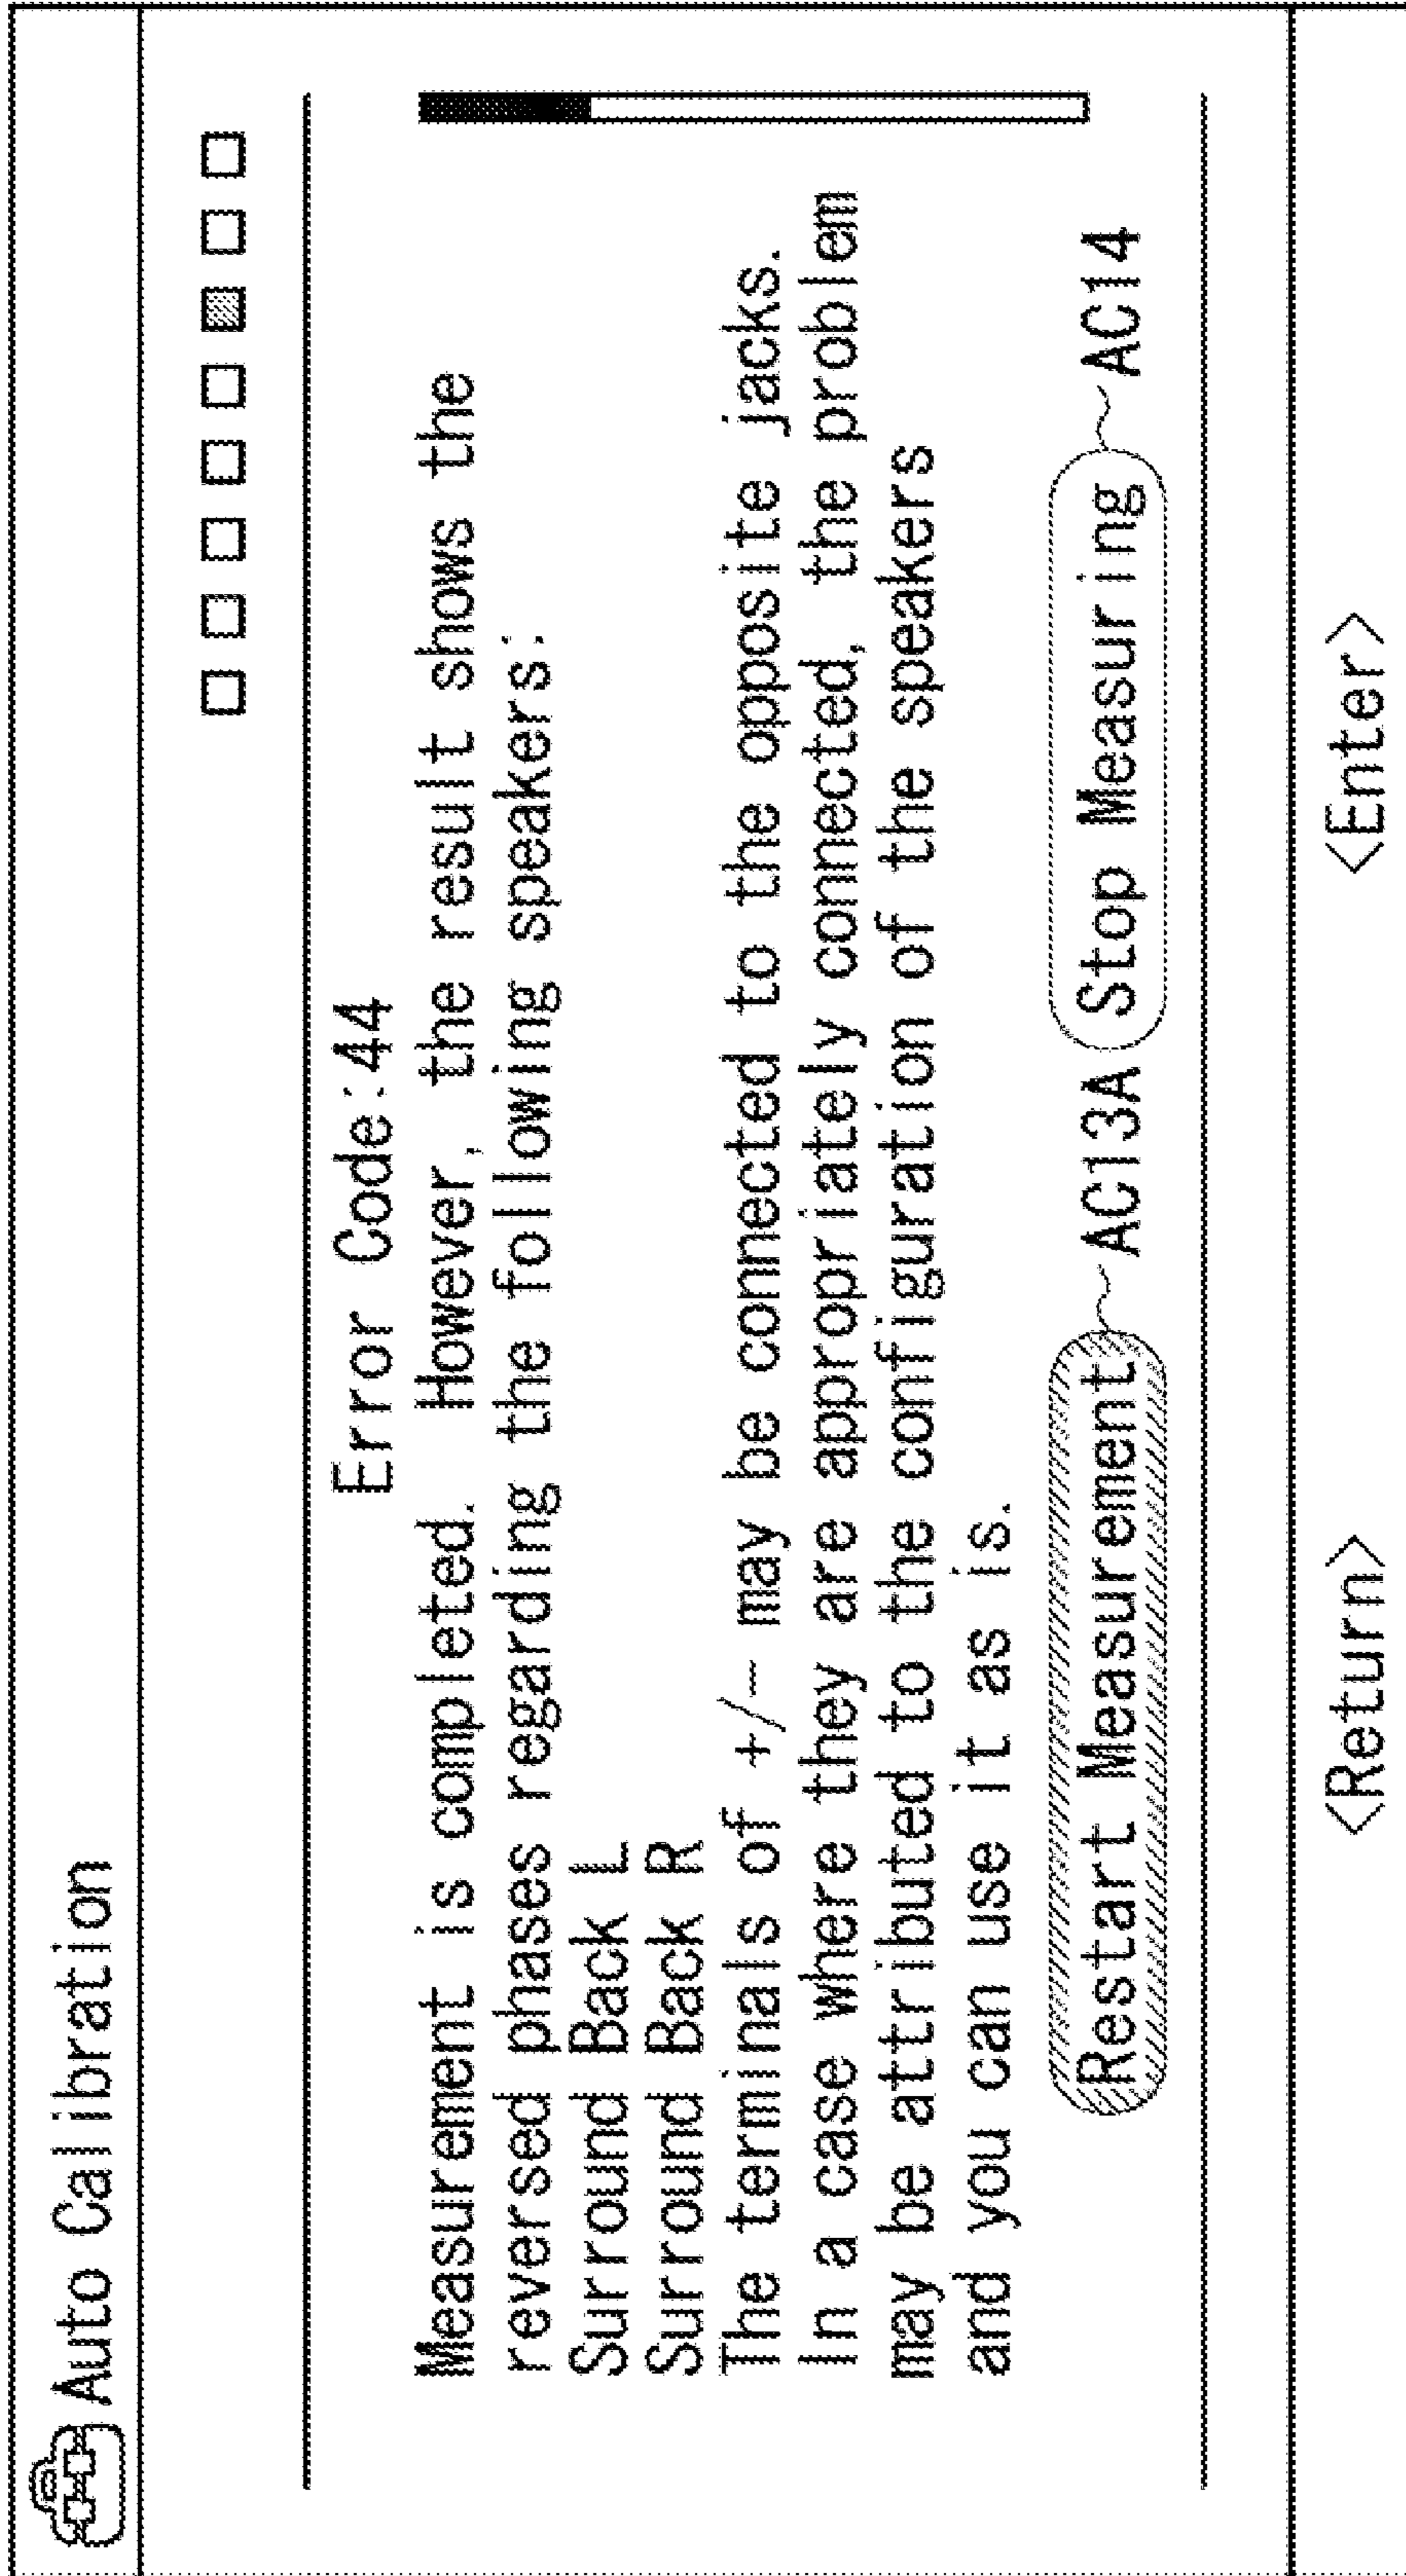 Auto Calibration
Error Code:44
Measurement is completed. However, the result shows the
reversed phases regarding the following speakers:
Surround Back L
Surround Back R
The terminals of +/- may be connected to the opposite jacks.
In a case where they are appropriately connected, the problem
may be attributed to the configuration of the speakers
and you can use it as is.
Restart Measurement AC13A Stop Measuring AC14
<Return> <Enter>